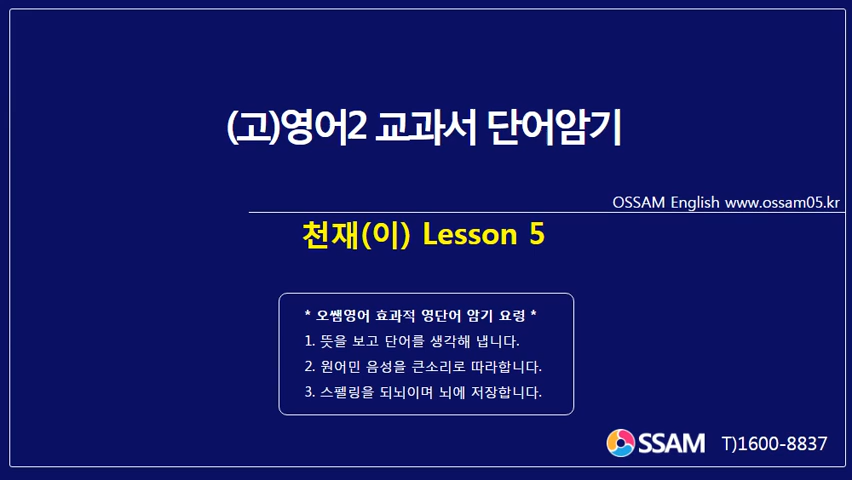 (고)영어2 교과서 단어암기
OSSAM English www.ossam05.kr
천재(이) Lesson 5
* 오쌤영어 효과적 영단어 암기 요령 *
1. 뜻을 보고 단어를 생각해 냅니다.
2. 원어민 음성을 큰소리로 따라합니다.
3. 스펠링을 되뇌이며 뇌에 저장합니다.
OSSAM T)1600-8837